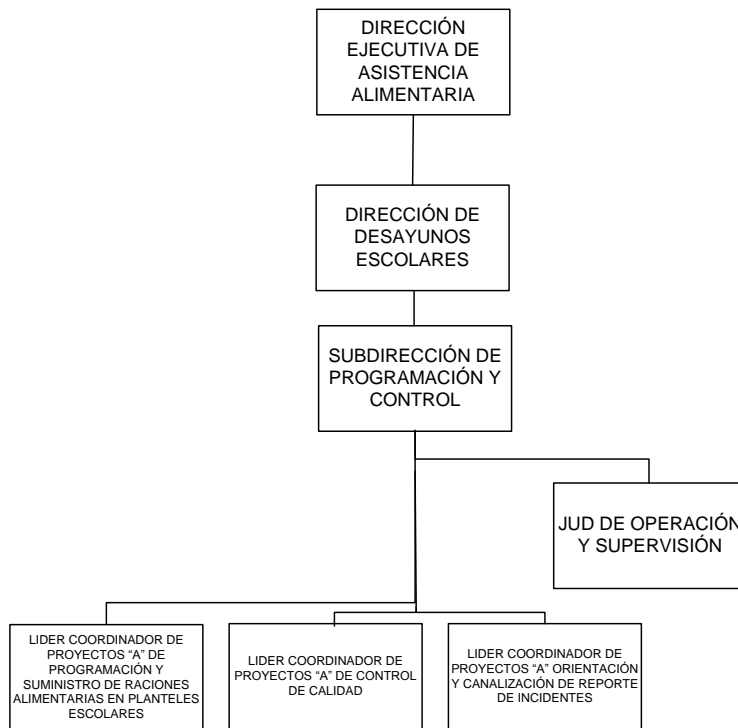 DIRECCIÓN
EJECUTIVA DE
ASISTENCIA
ALIMENTARIA
DIRECCIÓN DE
DESAYUNOS
ESCOLARES
SUBDIRECCIÓN DE
PROGRAMACIÓN Y
CONTROL
JUD DE OPERACIÓN
Y SUPERVISIÓN
LIDER COORDINADOR DE
PROYECTOS “A” DE
PROGRAMACIÓN Y
SUMINISTRO DE RACIONES
ALIMENTARIAS EN PLANTELES
ESCOLARES
LIDER COORDINADOR DE
PROYECTOS “A” DE CONTROL
DE CALIDAD
LIDER COORDINADOR DE
PROYECTOS “A” ORIENTACIÓN
Y CANALIZACIÓN DE REPORTE
DE INCIDENTES